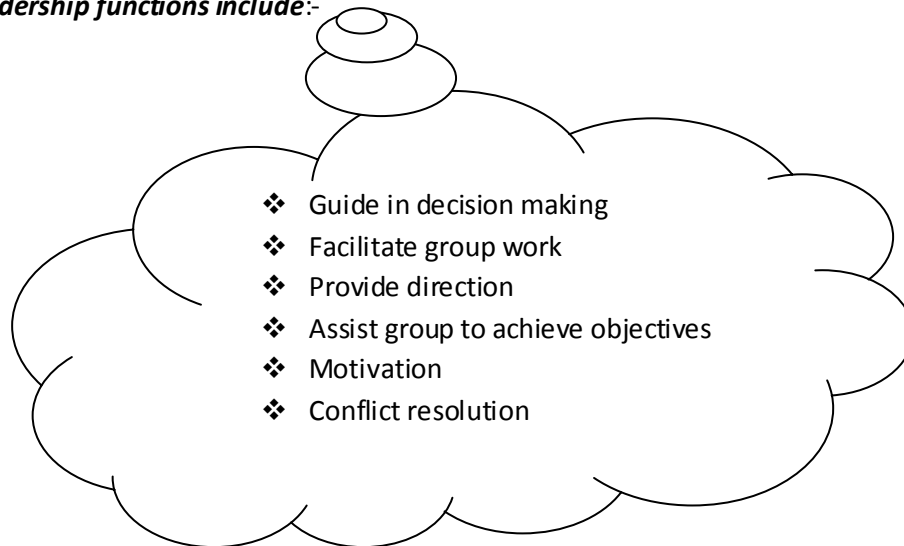 dership functions include:-
❖ Guide in decision making
❖ Facilitate group work
❖ Provide direction
❖ Assist group to achieve objectives
❖ Motivation
❖ Conflict resolution